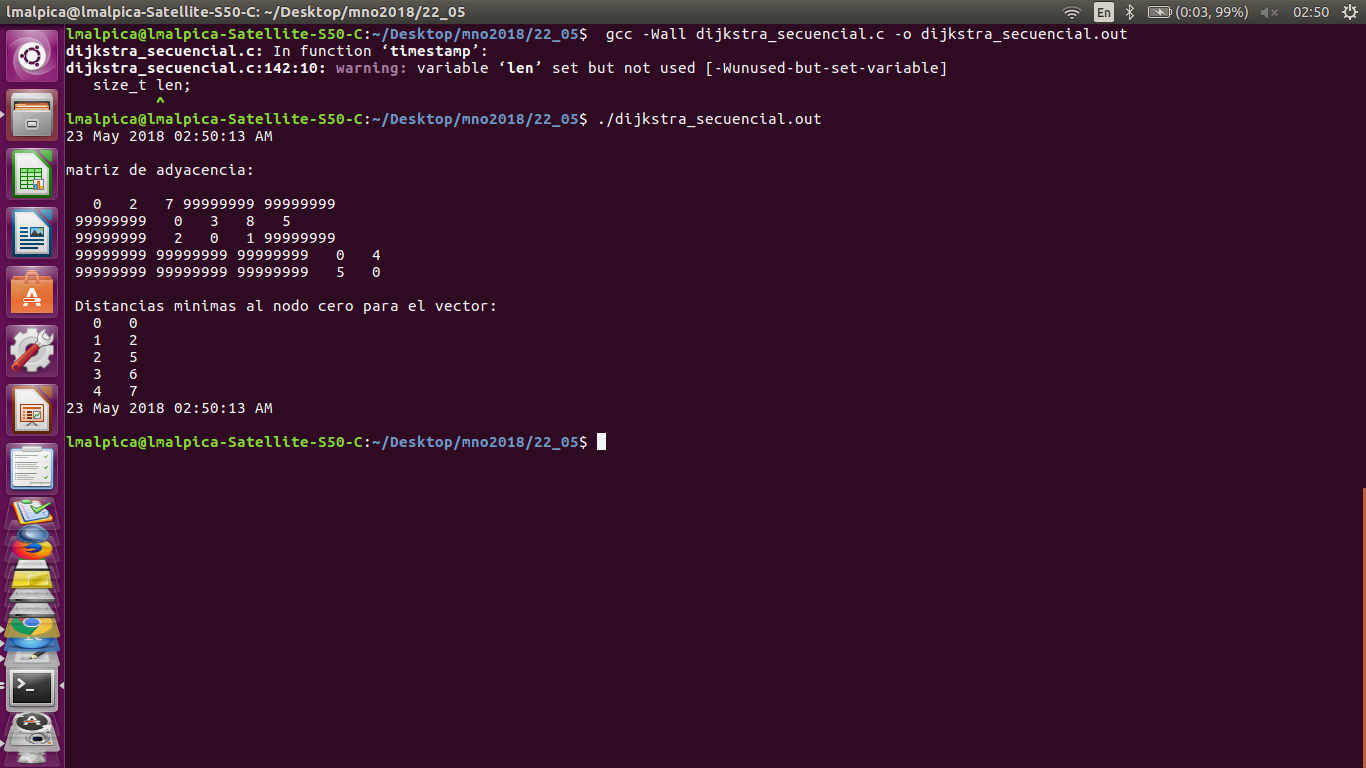 lmalpica@lmalpica-Satellite-S50-C: ~/Desktop/mno2018/22_05
En (0:03, 99%) 02:50
lmalpica@lmalpica-Satellite-S50-C:~/Desktop/mno2018/22_05$  gcc -Wall dijkstra_secuencial.c -o dijkstra_secuencial.out
dijkstra_secuencial.c: In function ‘timestamp’:
dijkstra_secuencial.c:142:10: warning: variable ‘len’ set but not used [-Wunused-but-set-variable]
   size_t len;
          ^
lmalpica@lmalpica-Satellite-S50-C:~/Desktop/mno2018/22_05$ ./dijkstra_secuencial.out
23 May 2018 02:50:13 AM
matriz de adyacencia:
   0   2   7 99999999 99999999
 99999999   0   3   8   5
 99999999   2   0   1 99999999
 99999999 99999999 99999999   0   4
 99999999 99999999 99999999   5   0
 Distancias minimas al nodo cero para el vector:
   0   0
   1   2
   2   5
   3   6
   4   7
23 May 2018 02:50:13 AM
lmalpica@lmalpica-Satellite-S50-C:~/Desktop/mno2018/22_05$